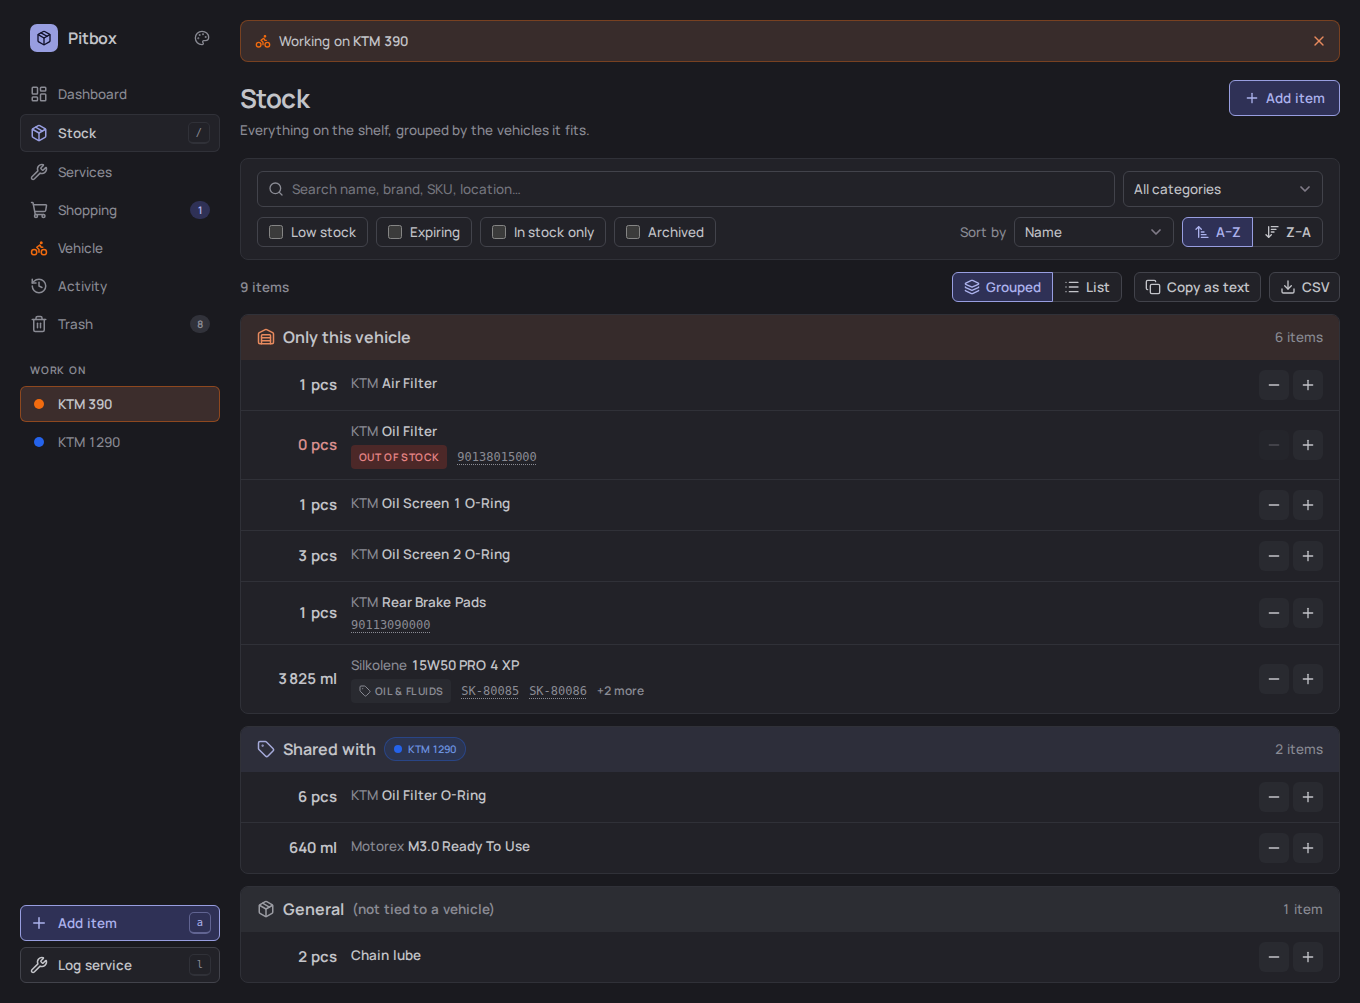 Pitbox
Dashboard
Stock /
Services
Shopping 1
Vehicle
Activity
Trash 8
WORK ON
KTM 390
KTM 1290
Add item a
Log service l
Working on KTM 390
Stock
Add item
Everything on the shelf, grouped by the vehicles it fits.
Search name, brand, SKU, location…
All categories
Low stock
Expiring
In stock only
Archived
Sort by
Name
A–Z
Z–A
9 items
Grouped
List
Copy as text
CSV
Only this vehicle
6 items
1 pcs KTM Air Filter
0 pcs KTM Oil Filter
OUT OF STOCK 90138015000
1 pcs KTM Oil Screen 1 O-Ring
3 pcs KTM Oil Screen 2 O-Ring
1 pcs KTM Rear Brake Pads
90113090000
3 825 ml Silkolene 15W50 PRO 4 XP
OIL & FLUIDS SK-80085 SK-80086 +2 more
Shared with KTM 1290
2 items
6 pcs KTM Oil Filter O-Ring
640 ml Motorex M3.0 Ready To Use
General (not tied to a vehicle)
1 item
2 pcs Chain lube